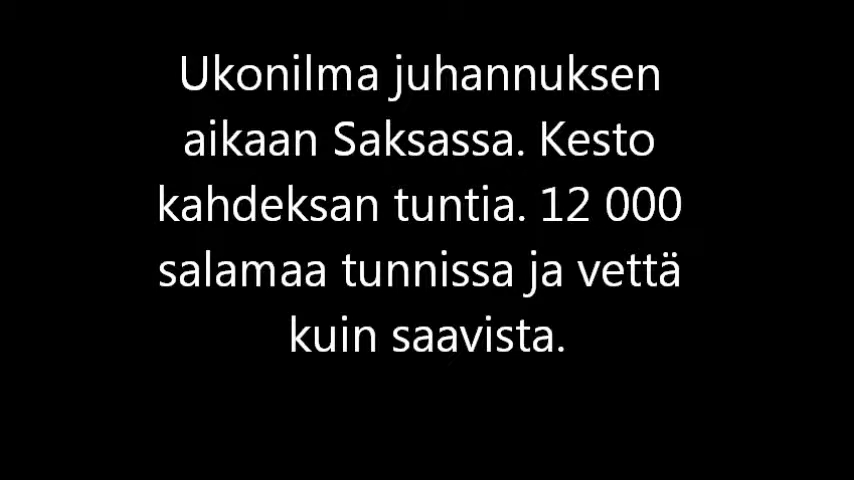 Ukonilma juhannuksen
aikaan Saksassa. Kesto
kahdeksan tuntia. 12 000
salamaa tunnissa ja vettä
kuin saavista.